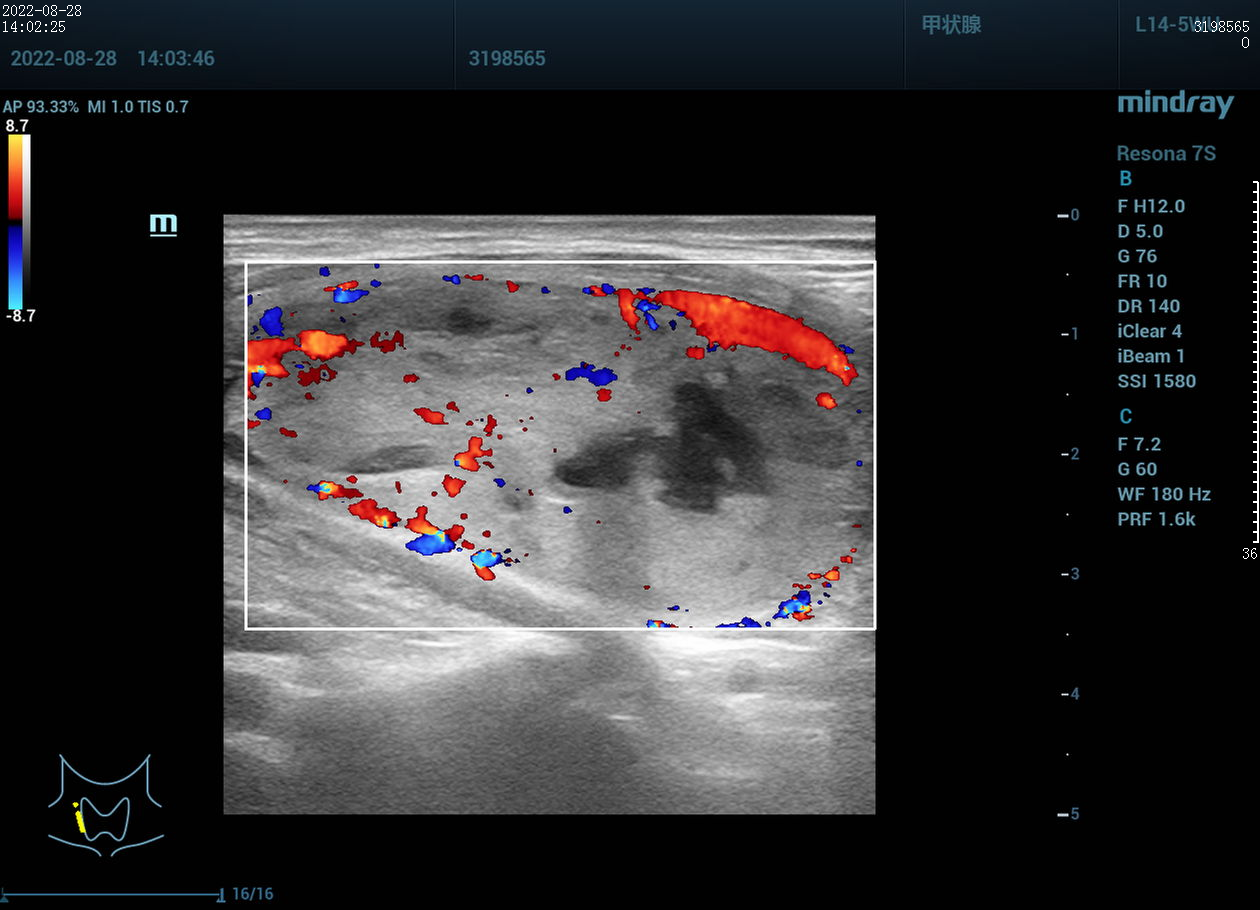 2022-08-28
14:02:25
甲状腺
L14-5WU
3198565
0
2022-08-28 14:03:46
3198565
AP 93.33% MI 1.0 TIS 0.7
mindray
8.7
-8.7
m
Resona 7S
B
F H12.0
D 5.0
G 76
FR 10
DR 140
iClear 4
iBeam 1
SSI 1580
C
F 7.2
G 60
WF 180 Hz
PRF 1.6k
0
1
2
3
4
5
36
16/16